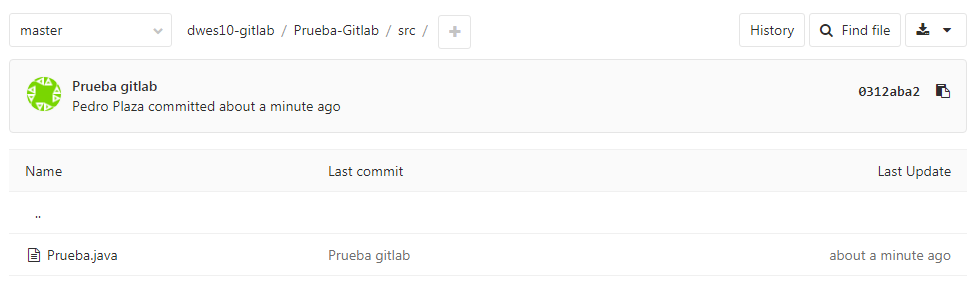 master dwes10-gitlab / Prueba-Gitlab / src / + History Find file
Prueba gitlab
Pedro Plaza committed about a minute ago 0312aba2
Name Last commit Last Update
..
Prueba.java Prueba gitlab about a minute ago